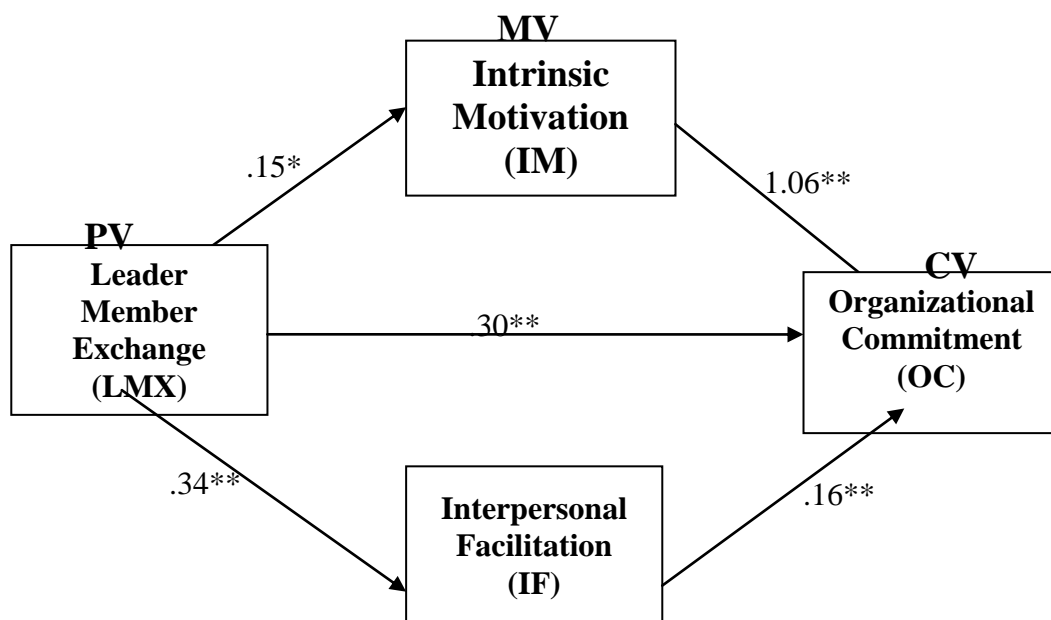 MV
Intrinsic
Motivation
(IM)
.15*
1.06**
PV
Leader
Member
Exchange
(LMX)
.30**
CV
Organizational
Commitment
(OC)
.34**
.16**
Interpersonal
Facilitation
(IF)